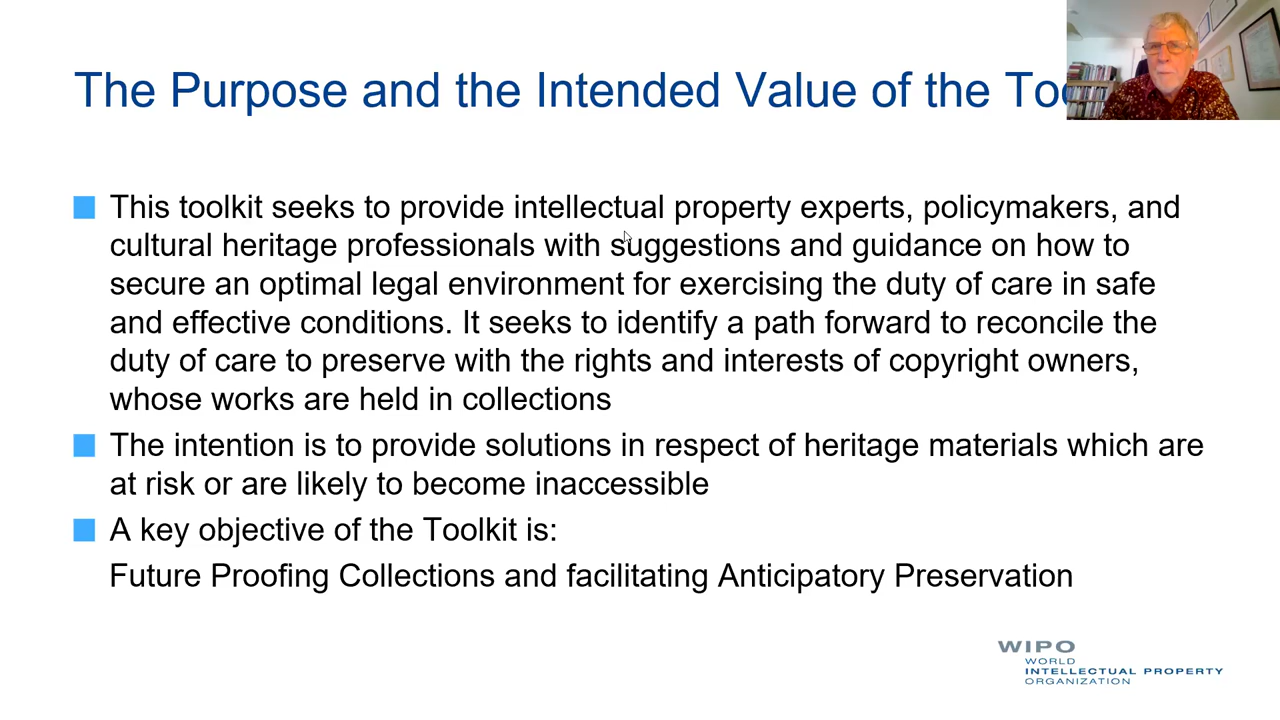 The Purpose and the Intended Value of the
This toolkit seeks to provide intellectual property experts, policymakers, and
cultural heritage professionals with suggestions and guidance on how to
secure an optimal legal environment for exercising the duty of care in safe
and effective conditions. It seeks to identify a path forward to reconcile the
duty of care to preserve with the rights and interests of copyright owners,
whose works are held in collections
The intention is to provide solutions in respect of heritage materials which are
at risk or are likely to become inaccessible
A key objective of the Toolkit is:
Future Proofing Collections and facilitating Anticipatory Preservation
WIPO
WORLD
INTELLECTUAL PROPERTY
ORGANIZATION